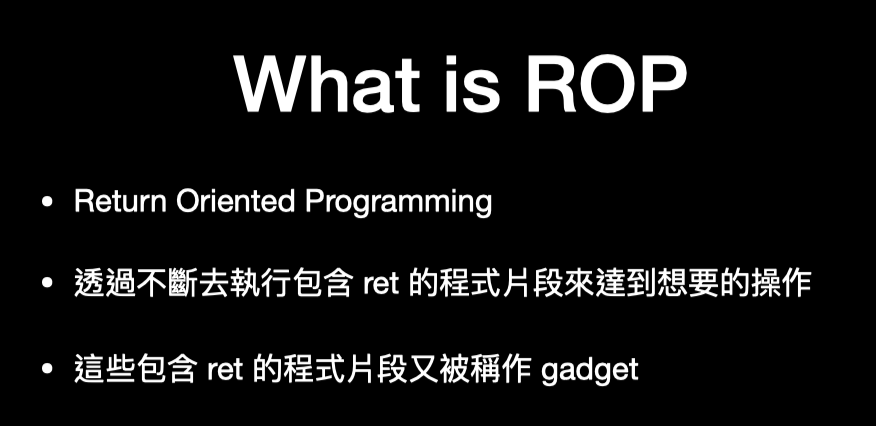 What is ROP
• Return Oriented Programming
• 透過不斷去執行包含 ret 的程式片段來達到想要的操作
• 這些包含 ret 的程式片段又被稱作 gadget